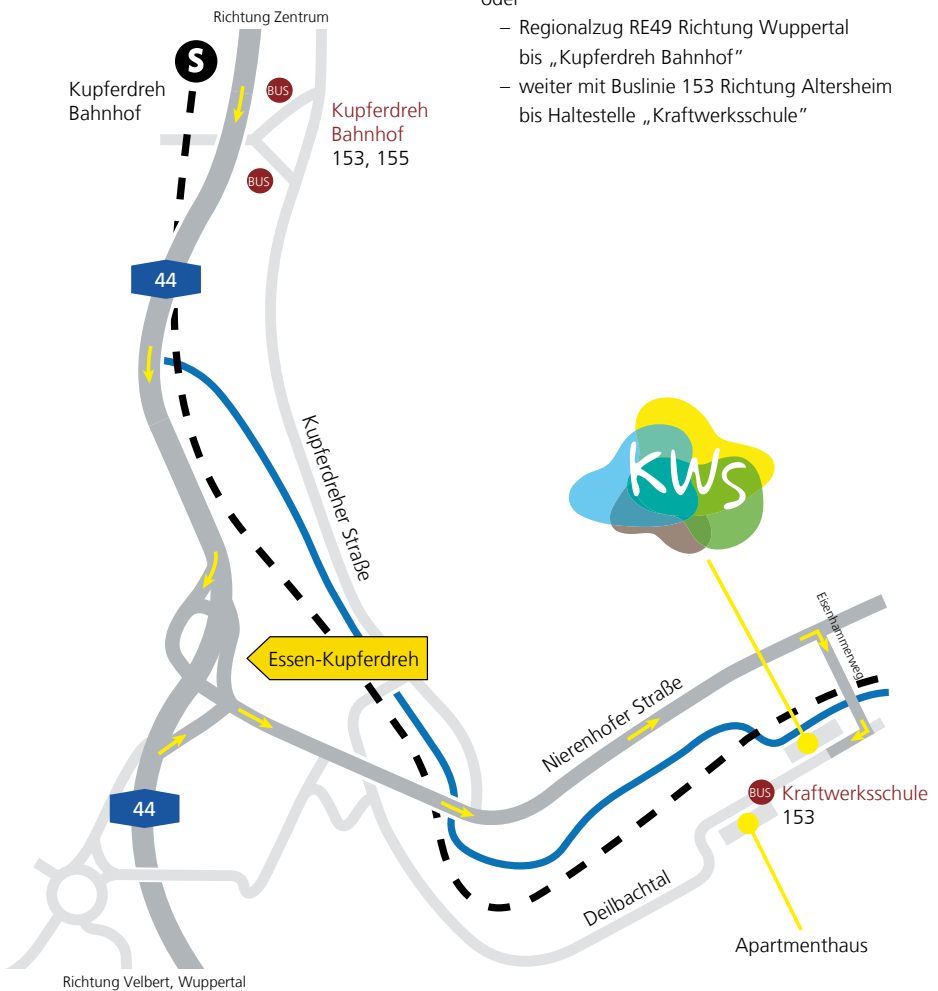 oder
– Regionalzug RE49 Richtung Wuppertal
bis „Kupferdreh Bahnhof”
– weiter mit Buslinie 153 Richtung Altersheim
bis Haltestelle „Kraftwerksschule”
Richtung Zentrum
S
Kupferdreh
Bahnhof
BUS
Kupferdreh
Bahnhof
153, 155
BUS
44
Kupferdreher Straße
KWS
Eisenhammerweg
Essen-Kupferdreh
Nierenhofer Straße
44
BUS
Kraftwerksschule
153
Deilbachtal
Apartmenthaus
Richtung Velbert, Wuppertal